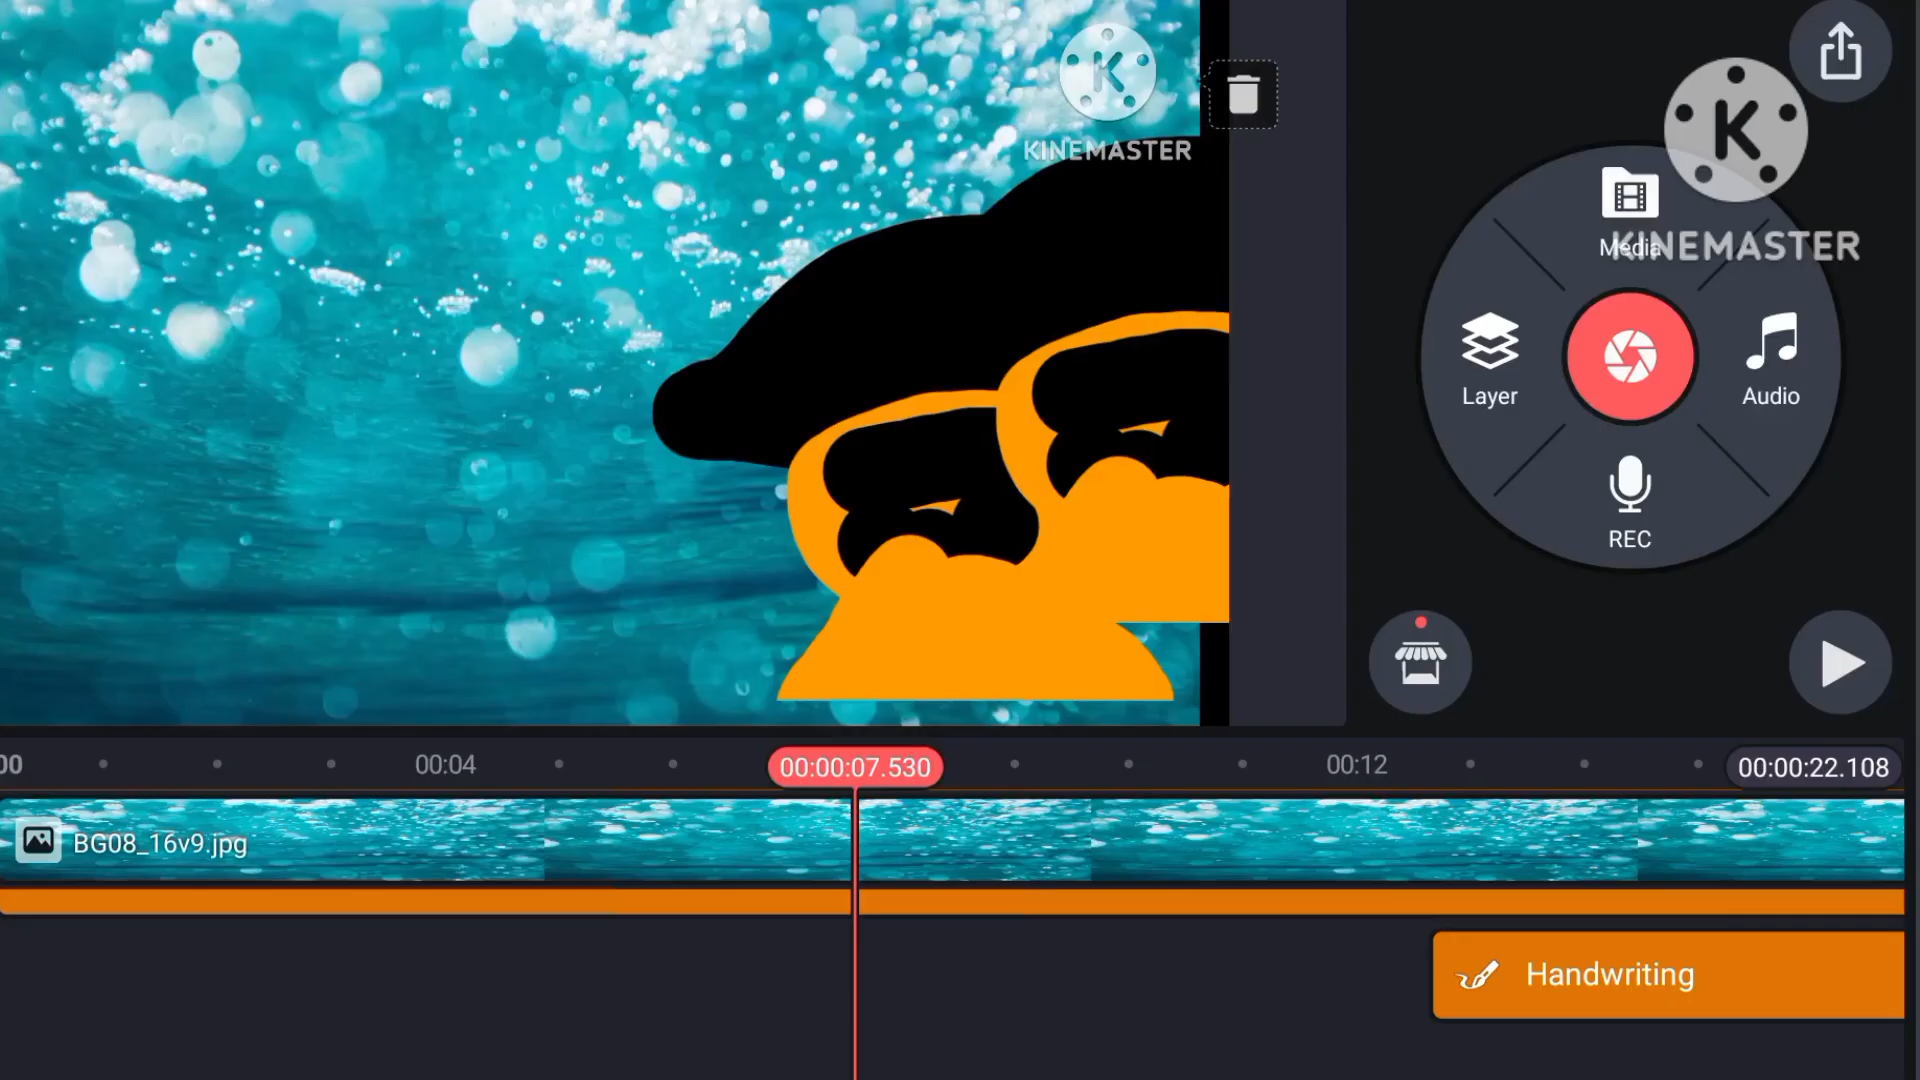 K
KINEMASTER
K
KINEMASTER
Media
Layer
Audio
REC
00
00:04
00:00:07.530
00:12
00:00:22.108
BG08_16v9.jpg
Handwriting